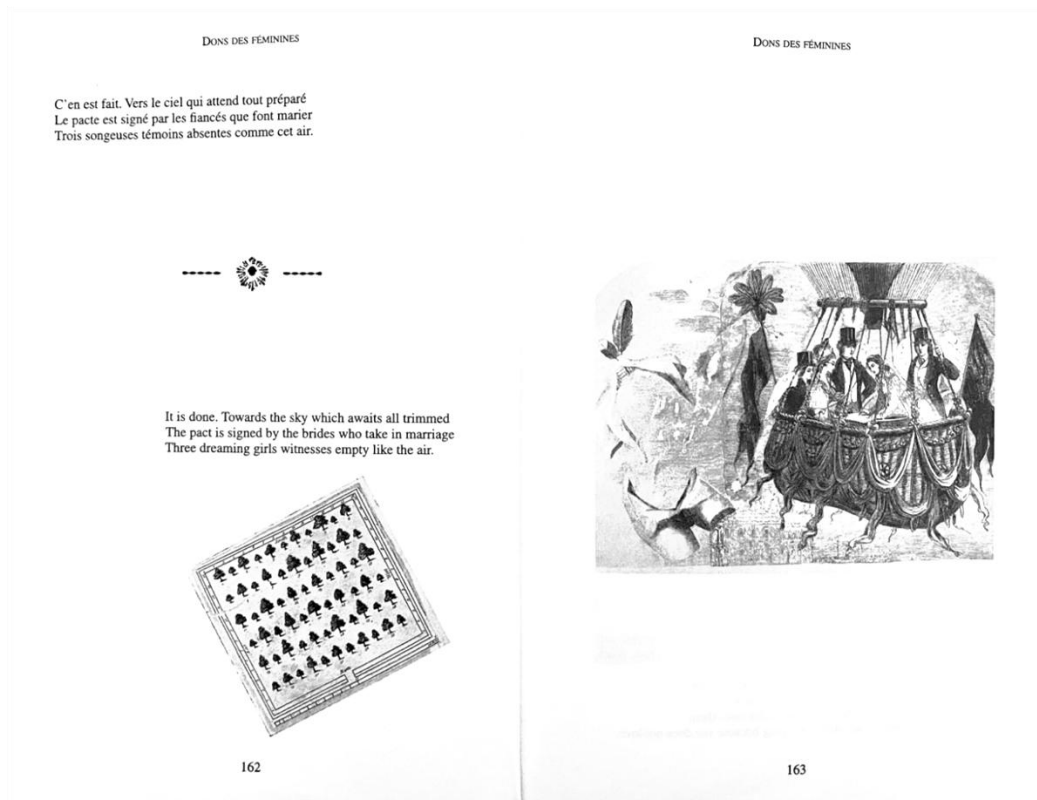 DONS DES FÉMININES
C'en est fait. Vers le ciel qui attend tout préparé
Le pacte est signé par les fiancés que font marier
Trois songeuses témoins absentes comme cet air.
It is done. Towards the sky which awaits all trimmed
The pact is signed by the brides who take in marriage
Three dreaming girls witnesses empty like the air.
162
DONS DES FÉMININES
163